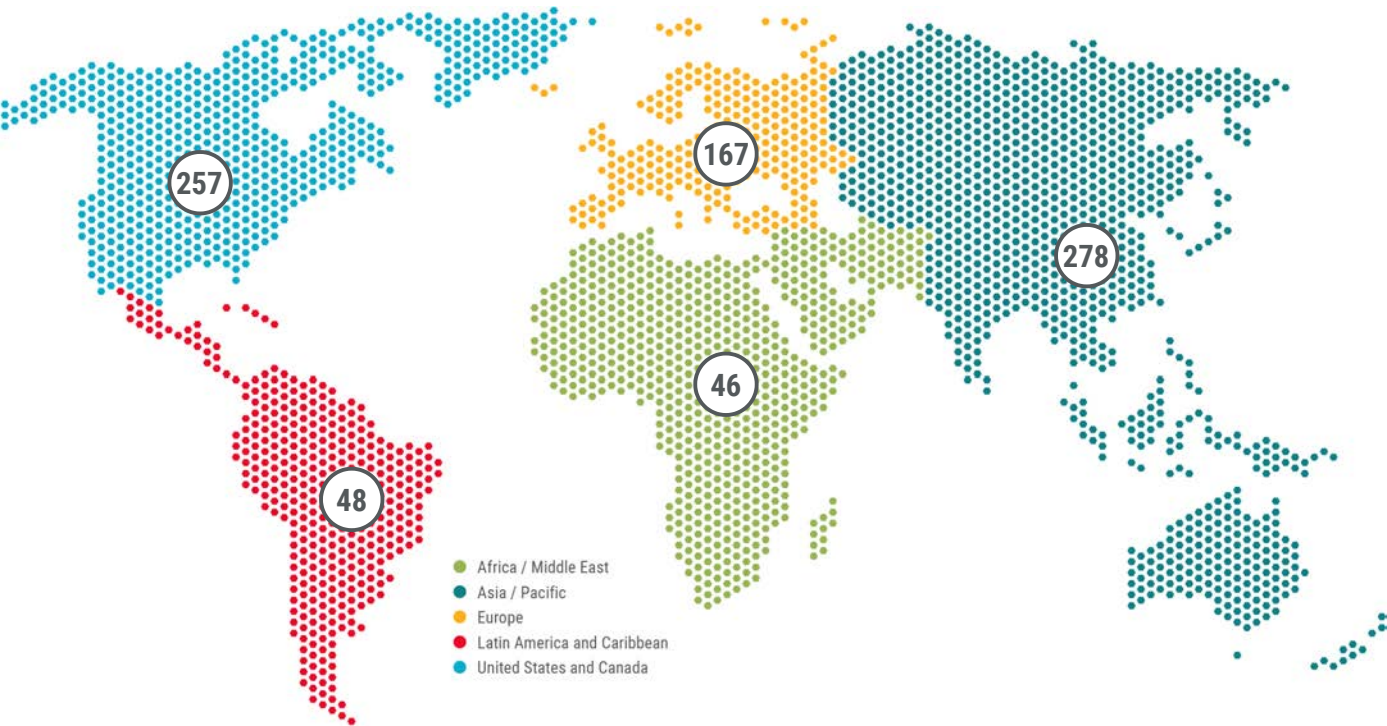 257
167
278
46
48
Africa / Middle East
Asia / Pacific
Europe
Latin America and Caribbean
United States and Canada